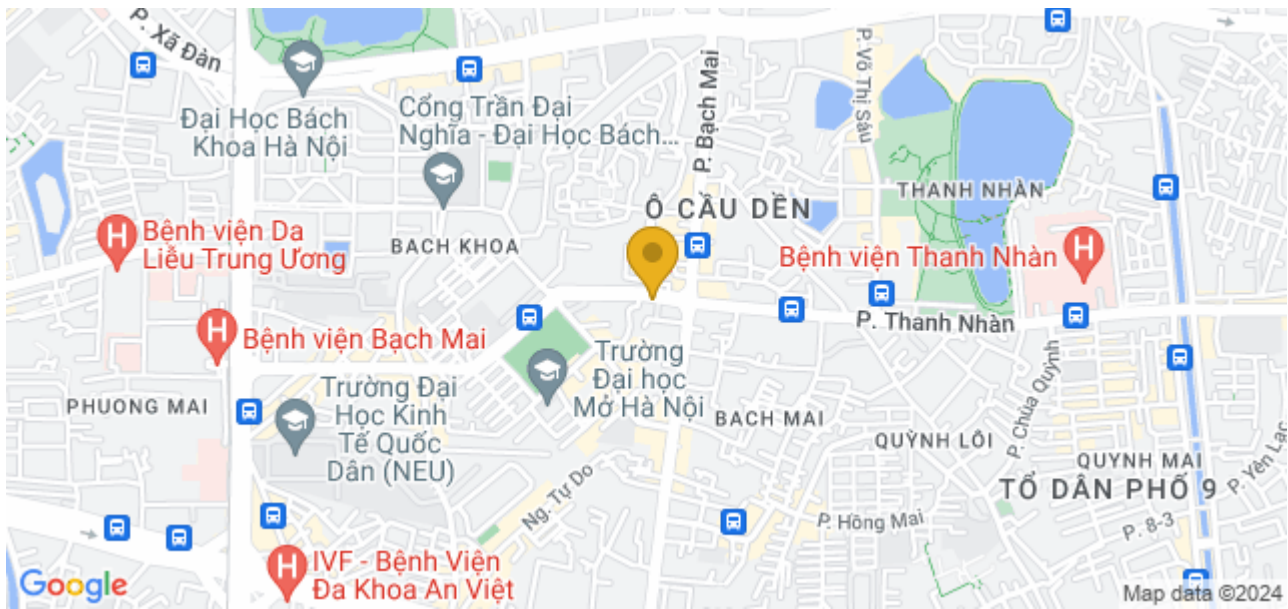 P. Xã Đàn
Đại Học Bách
Khoa Hà Nội
Cổng Trần Đại
Nghĩa - Đại Học Bách...
P. Bạch Mai
P. Võ Thị Sáu
THANH NHÀN
Ô CẦU DỀN
Bệnh viện Da
Liễu Trung Ương
BACH KHOA
Bệnh viện Thanh Nhàn
P. Thanh Nhàn
Bệnh viện Bạch Mai
Trường
Đại học
Mở Hà Nội
PHUONG MAI
Trường Đại
Học Kinh
Tế Quốc
Dân (NEU)
BẠCH MAI
QUỲNH LÔI
P. Chùa Quỳnh
QUYNH MAI
TỔ DÂN PHỐ 9
P. Yên Lạc
Ng. Tự Do
P. Hồng Mai
P. 8-3
IVF - Bệnh Viện
Đa Khoa An Việt
Google
Map data ©2024